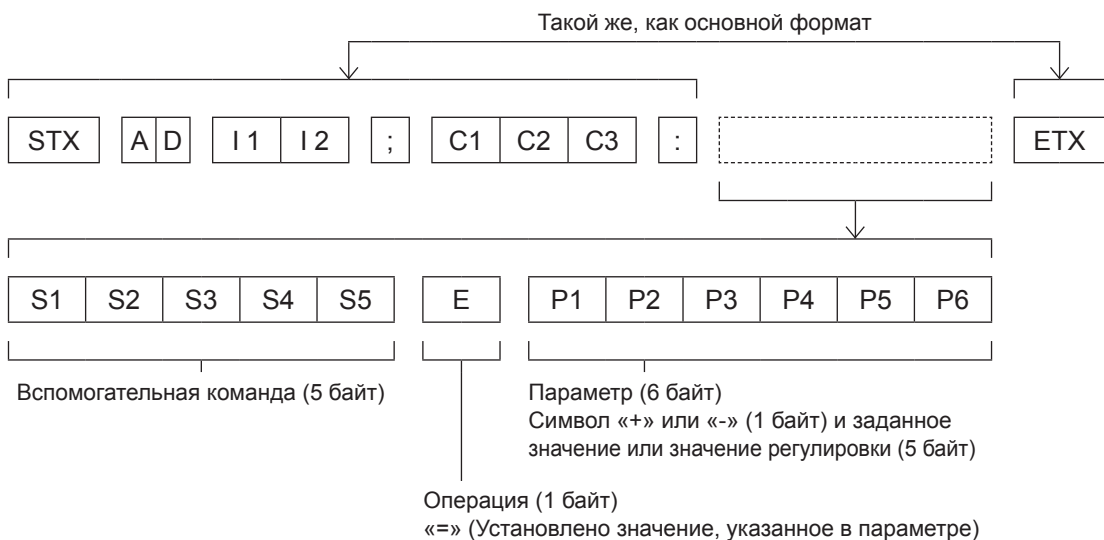 Такой же, как основной формат
STX A D I 1 I 2 ; C1 C2 C3 : ETX
S1 S2 S3 S4 S5 E P1 P2 P3 P4 P5 P6
Вспомогательная команда (5 байт)
Параметр (6 байт)
Символ «+» или «-» (1 байт) и заданное
значение или значение регулировки (5 байт)
Операция (1 байт)
«=» (Установлено значение, указанное в параметре)